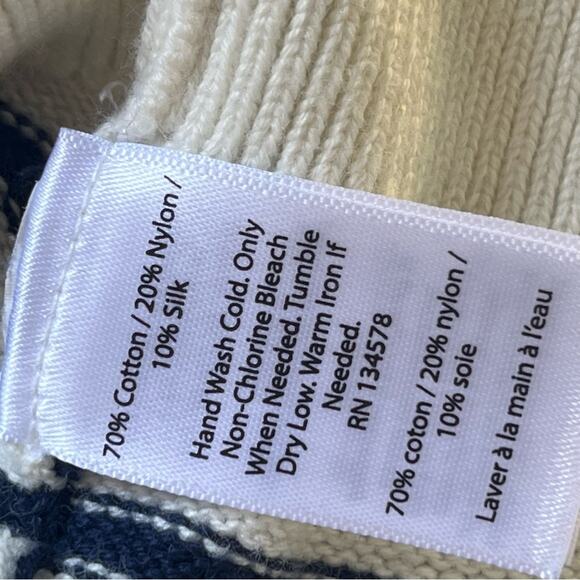 70% Cotton / 20% Nylon /
10% Silk
Hand Wash Cold. Only
Non-Chlorine Bleach
When Needed. Tumble
Dry Low. Warm Iron If
Needed.
RN 134578
70% coton / 20% nylon /
10% soie
Laver à la main à l'eau